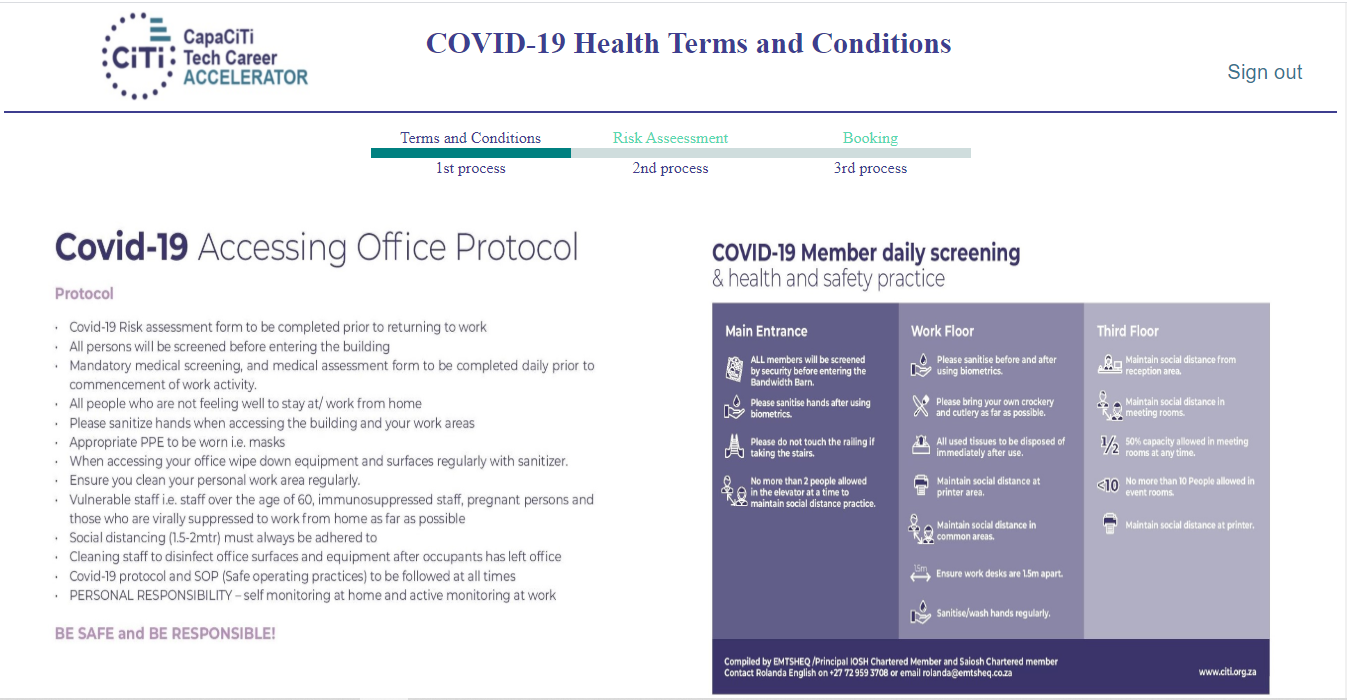 CiTi
CapaCiTi
Tech Career
ACCELERATOR
COVID-19 Health Terms and Conditions
Sign out
Terms and Conditions
Risk Asseessment
Booking
1st process
2nd process
3rd process
Covid-19 Accessing Office Protocol
Protocol
· Covid-19 Risk assessment form to be completed prior to returning to work
· All persons will be screened before entering the building
· Mandatory medical screening, and medical assessment form to be completed daily prior to
commencement of work activity.
· All people who are not feeling well to stay at/ work from home
· Please sanitize hands when accessing the building and your work areas
· Appropriate PPE to be worn i.e. masks
· When accessing your office wipe down equipment and surfaces regularly with sanitizer.
· Ensure you clean your personal work area regularly.
· Vulnerable staff i.e. staff over the age of 60, immunosuppressed staff, pregnant persons and
those who are virally suppressed to work from home as far as possible
· Social distancing (1.5-2mtr) must always be adhered to
· Cleaning staff to disinfect office surfaces and equipment after occupants has left office
· Covid-19 protocol and SOP (Safe operating practices) to be followed at all times
· PERSONAL RESPONSIBILITY – self monitoring at home and active monitoring at work
BE SAFE and BE RESPONSIBLE!
COVID-19 Member daily screening
& health and safety practice
Main Entrance
ALL members will be screened
by security before entering the
Bandwidth Barn.
Please sanitise hands after using
biometrics.
Please do not touch the railing if
taking the stairs.
No more than 2 people allowed
in the elevator at a time to
maintain social distance practice.
Work Floor
Please sanitise before and after
using biometrics.
Please bring your own crockery
and cutlery as far as possible.
All used tissues to be disposed of
immediately after use.
Maintain social distance at
printer area.
Maintain social distance in
common areas.
1.5m
Ensure work desks are 1.5m apart.
Sanitise/wash hands regularly.
Third Floor
Maintain social distance from
reception area.
Maintain social distance in
meeting rooms.
1/2
50% capacity allowed in meeting
rooms at any time.
<10
No more than 10 People allowed in
event rooms.
Maintain social distance at printer.
Compiled by EMTSHEQ /Principal IOSH Chartered Member and Saiosh Chartered member
Contact Rolanda English on +27 72 959 3708 or email rolanda@emtsheq.co.za
www.citi.org.za